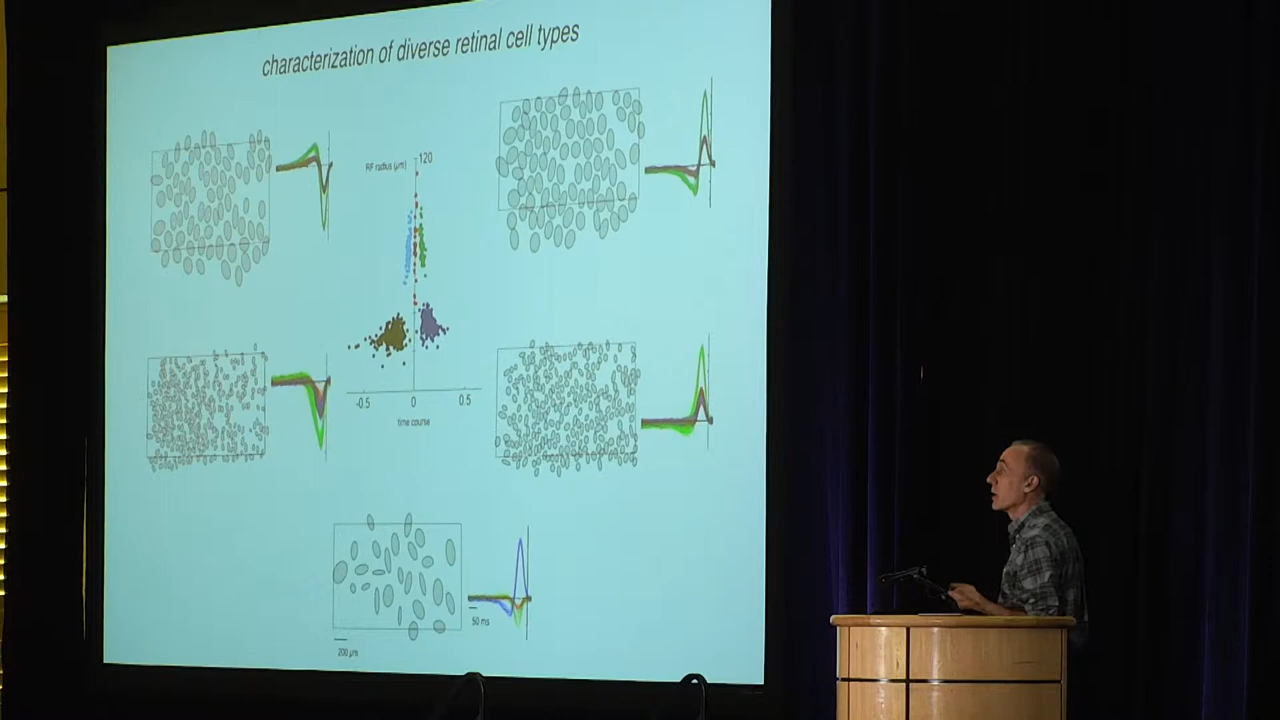 characterization of diverse retinal cell types
RF radius (μm)
120
-0.5
0
0.5
time course
50 ms
200 μm